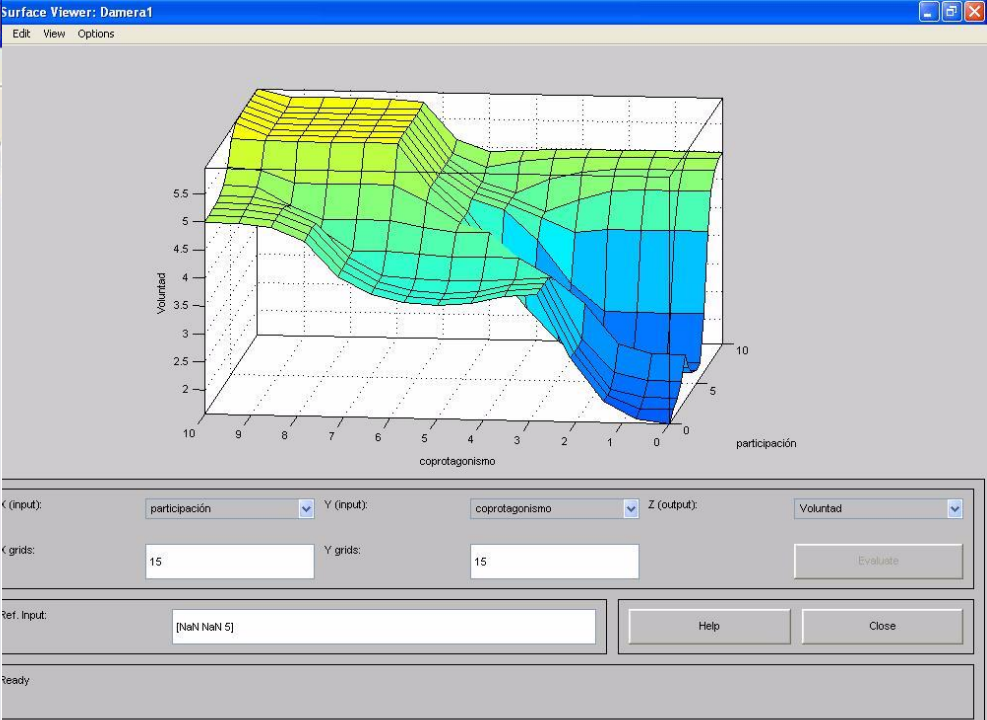 Surface Viewer: Damera1
Edit View Options
5.5
5
4.5
4
3.5
3
2.5
2
Voluntad
10 9 8 7 6 5 4 3 2 1 0
coprotagonismo
0
5
10
participación
X (input): participación Y (input): coprotagonismo Z (output): Voluntad
X grids: 15 Y grids: 15 Evaluate
Ref. Input: [NaN NaN 5] Help Close
Ready